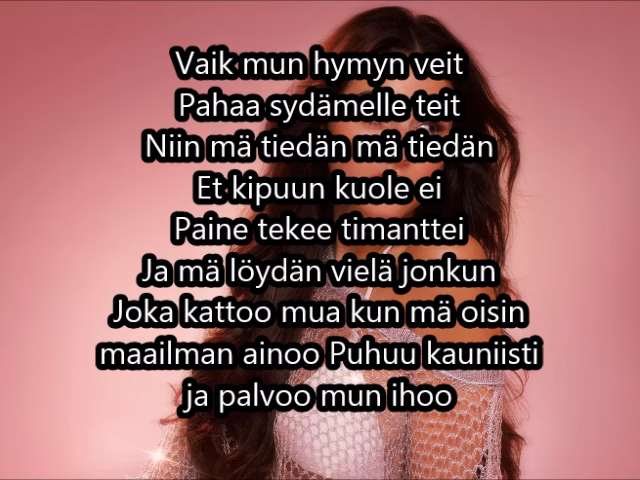 Vaik mun hymyn veit
Pahaa sydämelle teit
Niin mä tiedän mä tiedän
Et kipuun kuole ei
Paine tekee timanttei
Ja mä löydän vielä jonkun
Joka kattoo mua kun mä oisin
maailman ainoo Puhuu kauniisti
ja palvoo mun ihoo